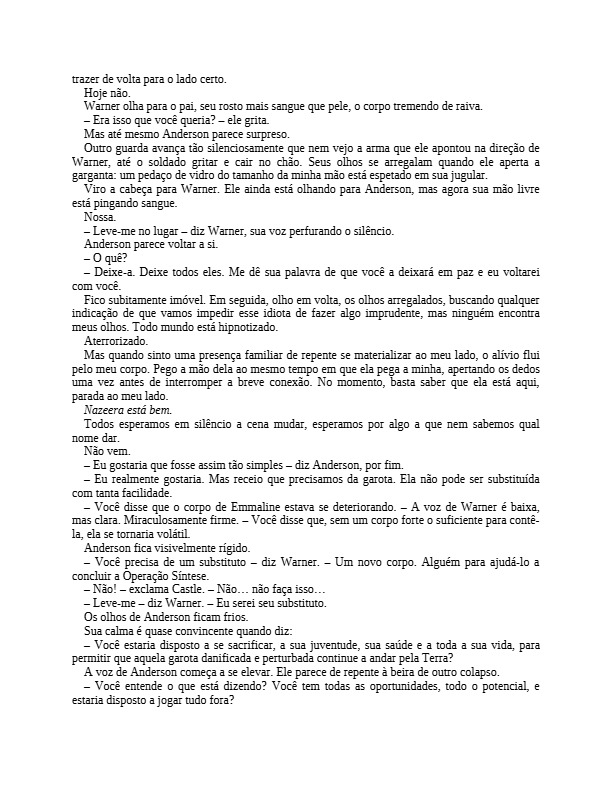 trazer de volta para o lado certo.
Hoje não.
Warner olha para o pai, seu rosto mais sangue que pele, o corpo tremendo de raiva.
– Era isso que você queria? – ele grita.
Mas até mesmo Anderson parece surpreso.
Outro guarda avança tão silenciosamente que nem vejo a arma que ele apontou na direção de
Warner, até o soldado gritar e cair no chão. Seus olhos se arregalam quando ele aperta a
garganta: um pedaço de vidro do tamanho da minha mão está espetado em sua jugular.
Viro a cabeça para Warner. Ele ainda está olhando para Anderson, mas agora sua mão livre
está pingando sangue.
Nossa.
– Leve-me no lugar – diz Warner, sua voz perfurando o silêncio.
Anderson parece voltar a si.
– O quê?
– Deixe-a. Deixe todos eles. Me dê sua palavra de que você a deixará em paz e eu voltarei
com você.
Fico subitamente imóvel. Em seguida, olho em volta, os olhos arregalados, buscando qualquer
indicação de que vamos impedir esse idiota de fazer algo imprudente, mas ninguém encontra
meus olhos. Todo mundo está hipnotizado.
Aterrorizado.
Mas quando sinto uma presença familiar de repente se materializar ao meu lado, o alívio flui
pelo meu corpo. Pego a mão dela ao mesmo tempo em que ela pega a minha, apertando os dedos
uma vez antes de interromper a breve conexão. No momento, basta saber que ela está aqui,
parada ao meu lado.
Nazeera está bem.
Todos esperamos em silêncio a cena mudar, esperamos por algo a que nem sabemos qual
nome dar.
Não vem.
– Eu gostaria que fosse assim tão simples – diz Anderson, por fim.
– Eu realmente gostaria. Mas receio que precisamos da garota. Ela não pode ser substituída
com tanta facilidade.
– Você disse que o corpo de Emmaline estava se deteriorando. – A voz de Warner é baixa,
mas clara. Miraculosamente firme. – Você disse que, sem um corpo forte o suficiente para contê-
la, ela se tornaria volátil.
Anderson fica visivelmente rígido.
– Você precisa de um substituto – diz Warner. – Um novo corpo. Alguém para ajudá-lo a
concluir a Operação Síntese.
– Não! – exclama Castle. – Não… não faça isso…
– Leve-me – diz Warner. – Eu serei seu substituto.
Os olhos de Anderson ficam frios.
Sua calma é quase convincente quando diz:
– Você estaria disposto a se sacrificar, a sua juventude, sua saúde e a toda a sua vida, para
permitir que aquela garota danificada e perturbada continue a andar pela Terra?
A voz de Anderson começa a se elevar. Ele parece de repente à beira de outro colapso.
– Você entende o que está dizendo? Você tem todas as oportunidades, todo o potencial, e
estaria disposto a jogar tudo fora?